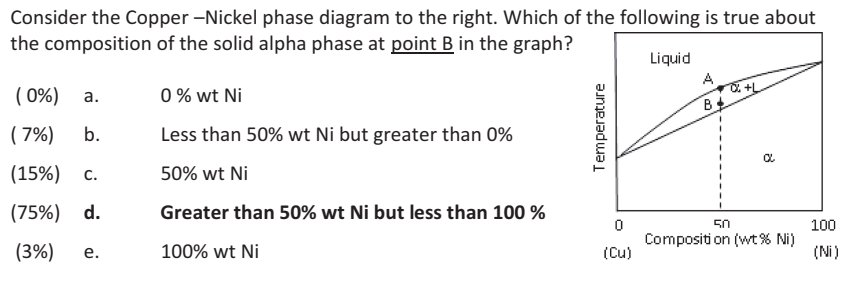 Consider the Copper –Nickel phase diagram to the right. Which of the following is true about
the composition of the solid alpha phase at point B in the graph?
( 0%) a. 0 % wt Ni
( 7%) b. Less than 50% wt Ni but greater than 0%
(15%) c. 50% wt Ni
(75%) d. Greater than 50% wt Ni but less than 100 %
(3%) e. 100% wt Ni
Liquid
A
α +L
B
α
Temperature
0 50 100
Composition (wt% Ni)
(Cu) (Ni)